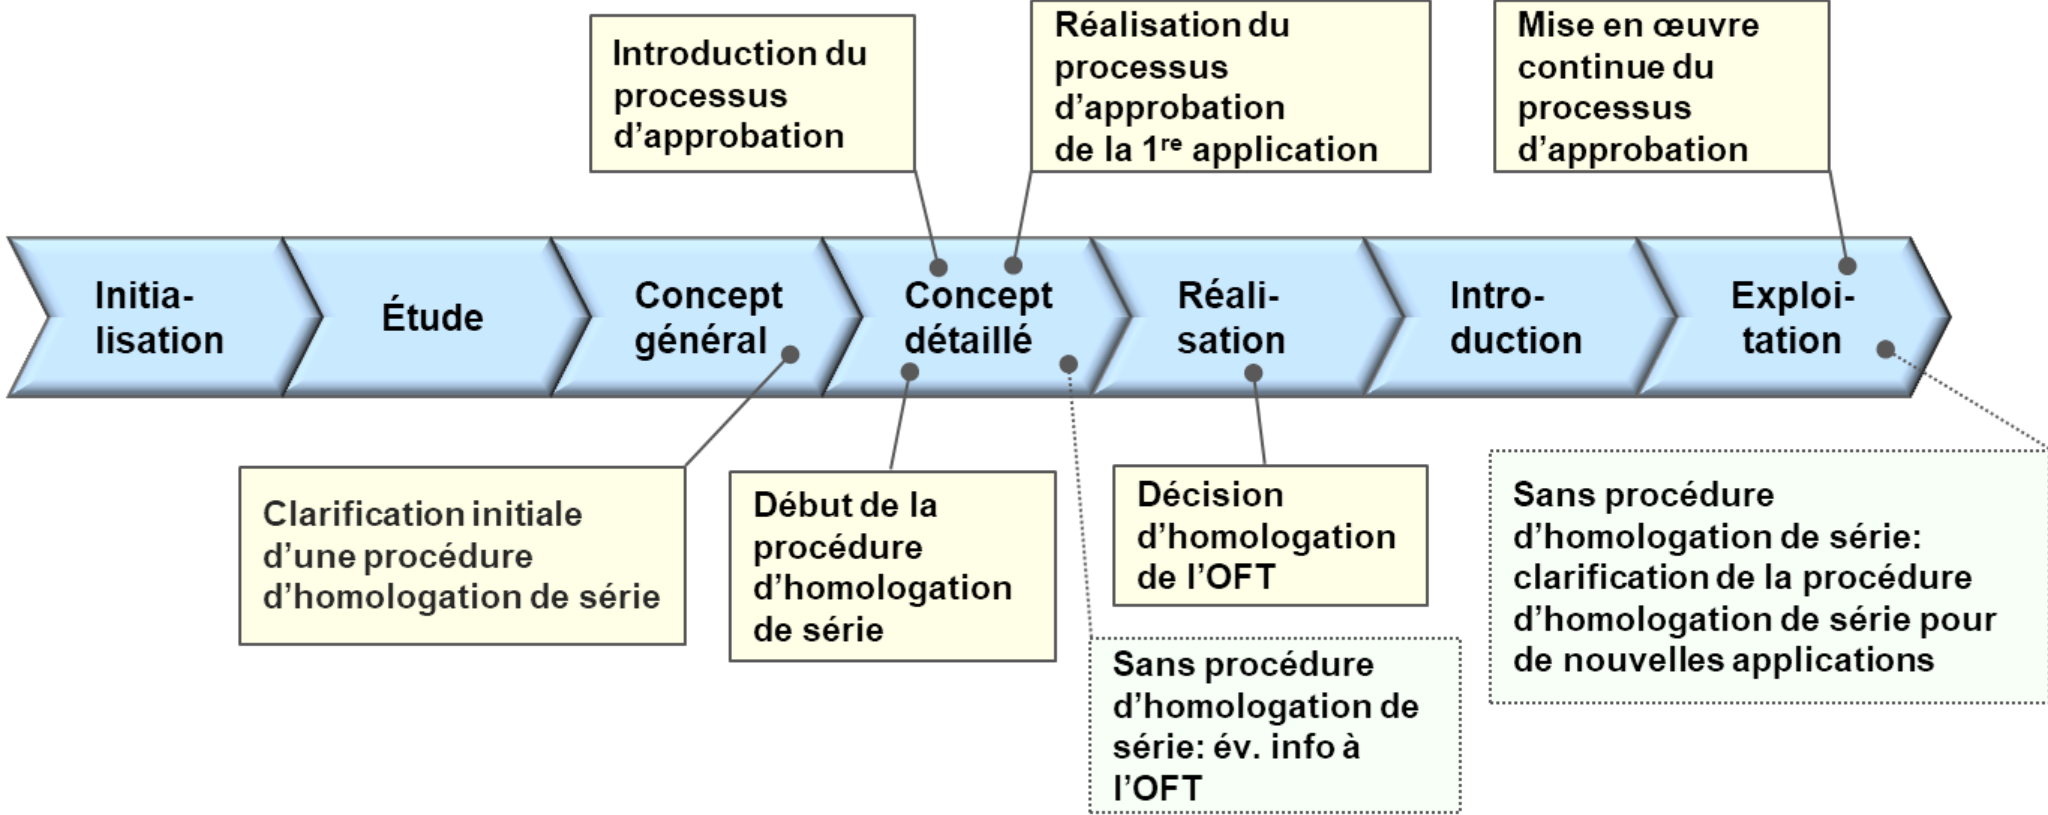 Introduction du
processus
d’approbation
Réalisation du
processus
d’approbation
de la 1re application
Mise en œuvre
continue du
processus
d’approbation
Initia-
lisation
Étude
Concept
général
Concept
détaillé
Réali-
sation
Intro-
duction
Exploi-
tation
Clarification initiale
d’une procédure
d’homologation de série
Début de la
procédure
d’homologation
de série
Décision
d’homologation
de l’OFT
Sans procédure
d’homologation de
série: év. info à
l’OFT
Sans procédure
d’homologation de série:
clarification de la procédure
d’homologation de série pour
de nouvelles applications